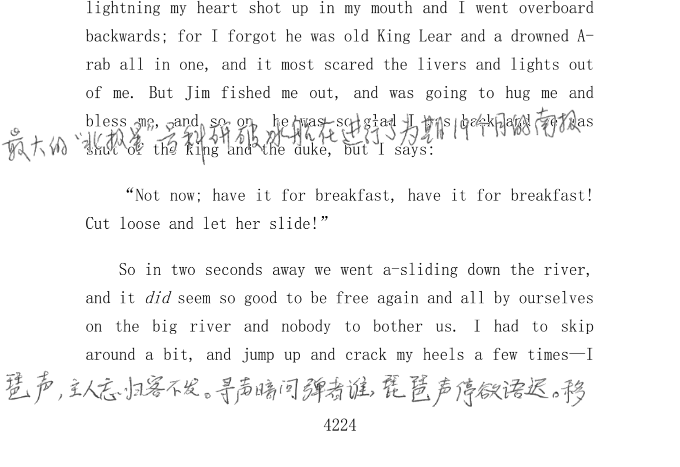 lightning my heart shot up in my mouth and I went overboard
backwards; for I forgot he was old King Lear and a drowned A-
rab all in one, and it most scared the livers and lights out
of me. But Jim fished me out, and was going to hug me and
bless me, and so on, he was so glad I was back and we was
最大的“北极星”号科研破冰船在进行了为期19个月的南极
shut of the king and the duke, but I says:
“Not now; have it for breakfast, have it for breakfast!
Cut loose and let her slide!”
So in two seconds away we went a-sliding down the river,
and it did seem so good to be free again and all by ourselves
on the big river and nobody to bother us. I had to skip
around a bit, and jump up and crack my heels a few times—I
琶声,主人忘归客不发。寻声暗问弹者谁,琵琶声停欲语迟。移
4224